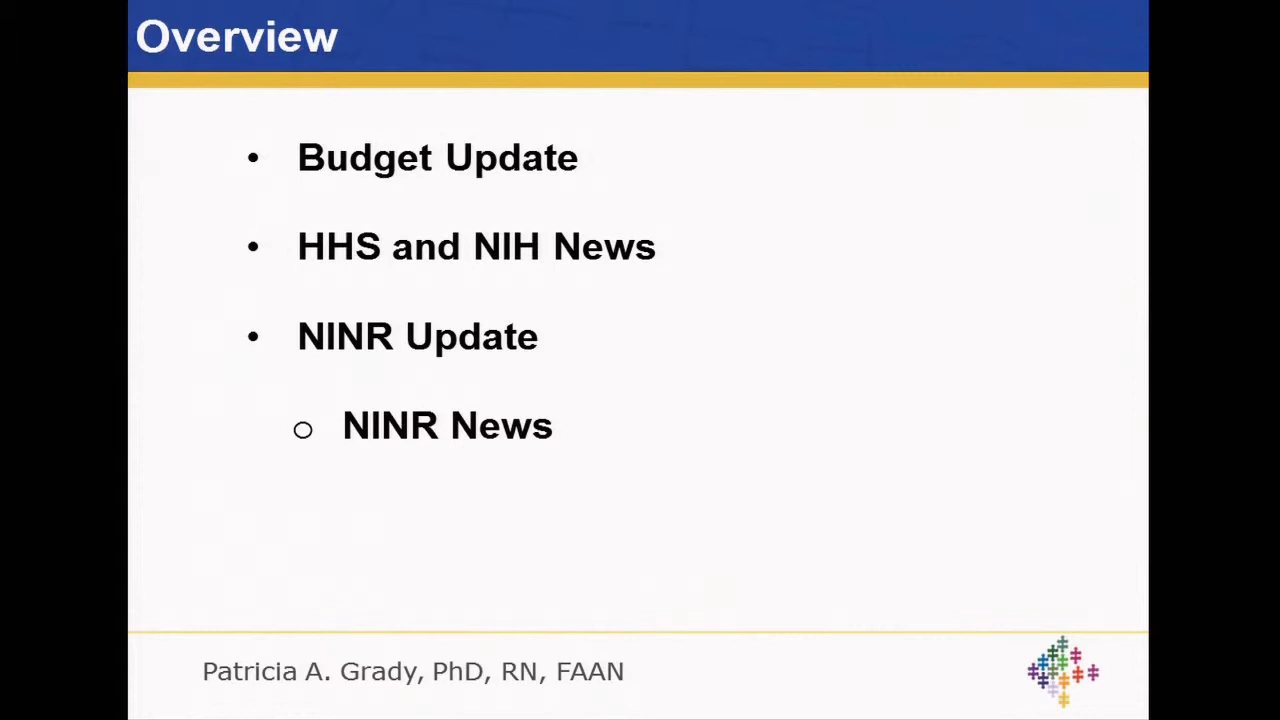 Overview
• Budget Update
• HHS and NIH News
• NINR Update
o NINR News
Patricia A. Grady, PhD, RN, FAAN